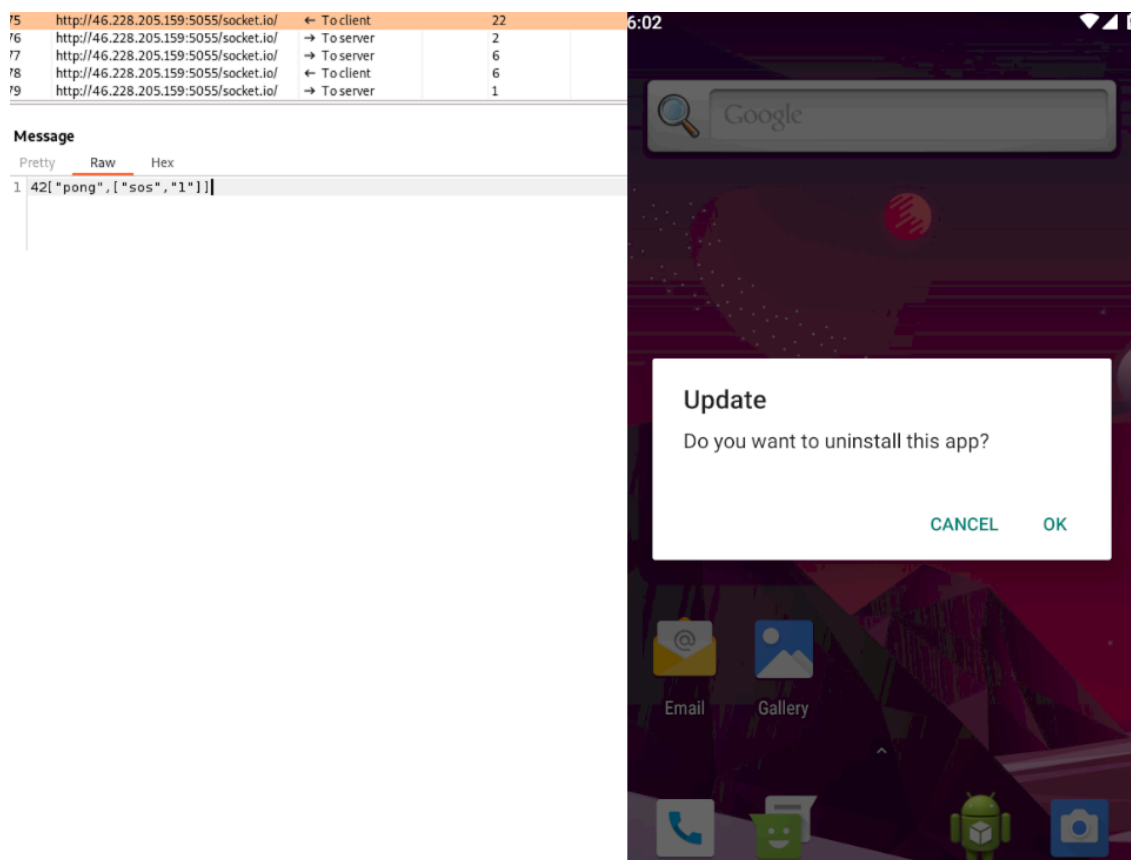 75 http://46.228.205.159:5055/socket.io/ ← To client 22
76 http://46.228.205.159:5055/socket.io/ → To server 2
77 http://46.228.205.159:5055/socket.io/ → To server 6
78 http://46.228.205.159:5055/socket.io/ ← To client 6
79 http://46.228.205.159:5055/socket.io/ → To server 1
Message
Pretty Raw Hex
1 42["pong",["sos","1"]]
6:02
Google
Update
Do you want to uninstall this app?
CANCEL OK
Email Gallery